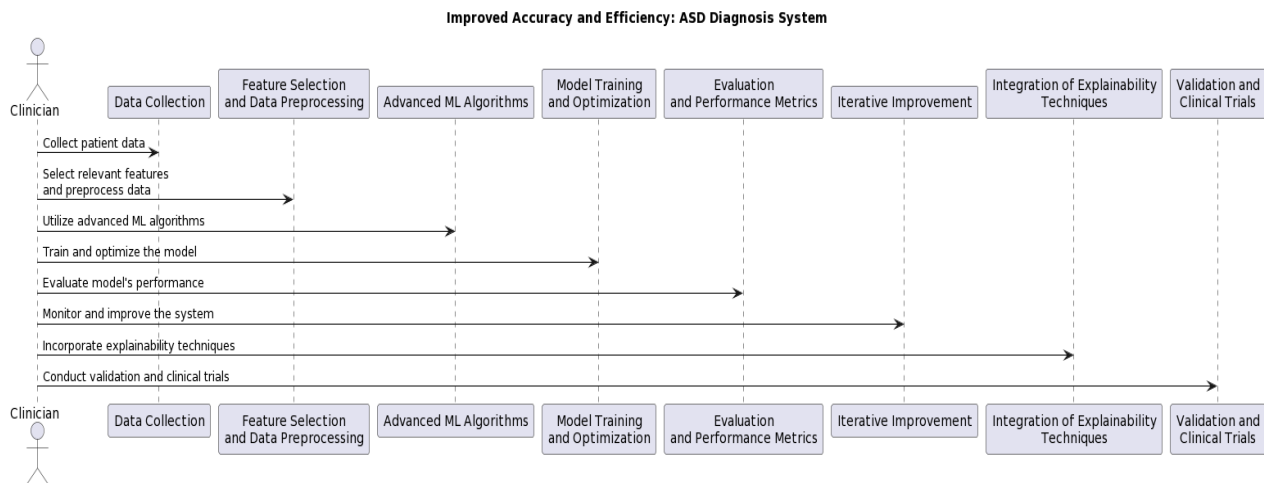 Improved Accuracy and Efficiency: ASD Diagnosis System
Clinician
Data Collection
Feature Selection
and Data Preprocessing
Advanced ML Algorithms
Model Training
and Optimization
Evaluation
and Performance Metrics
Iterative Improvement
Integration of Explainability
Techniques
Validation and
Clinical Trials
Collect patient data
Select relevant features
and preprocess data
Utilize advanced ML algorithms
Train and optimize the model
Evaluate model's performance
Monitor and improve the system
Incorporate explainability techniques
Conduct validation and clinical trials
Clinician
Data Collection
Feature Selection
and Data Preprocessing
Advanced ML Algorithms
Model Training
and Optimization
Evaluation
and Performance Metrics
Iterative Improvement
Integration of Explainability
Techniques
Validation and
Clinical Trials